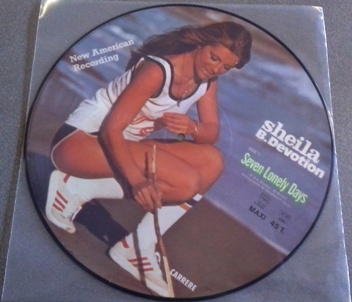 New American
Recording
sheila
B.Devotion
Seven Lonely Days
MAXI 45 T.
CARRERE